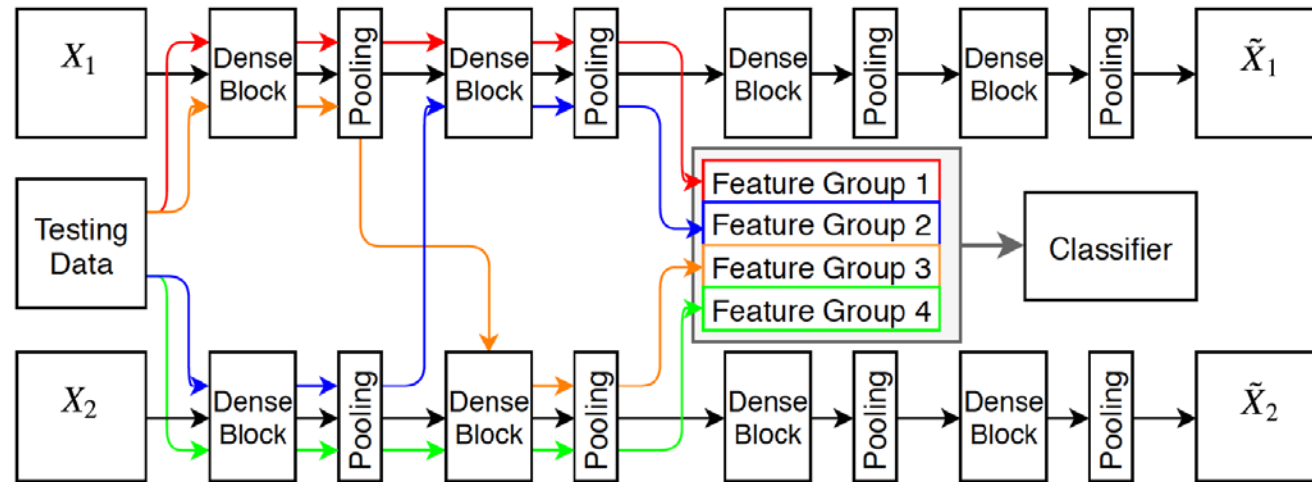 X₁
Dense
Block
Pooling
Dense
Block
Pooling
Dense
Block
Pooling
Dense
Block
Pooling
X̃₁
Testing
Data
Feature Group 1
Feature Group 2
Feature Group 3
Feature Group 4
Classifier
X₂
Dense
Block
Pooling
Dense
Block
Pooling
Dense
Block
Pooling
Dense
Block
Pooling
X̃₂